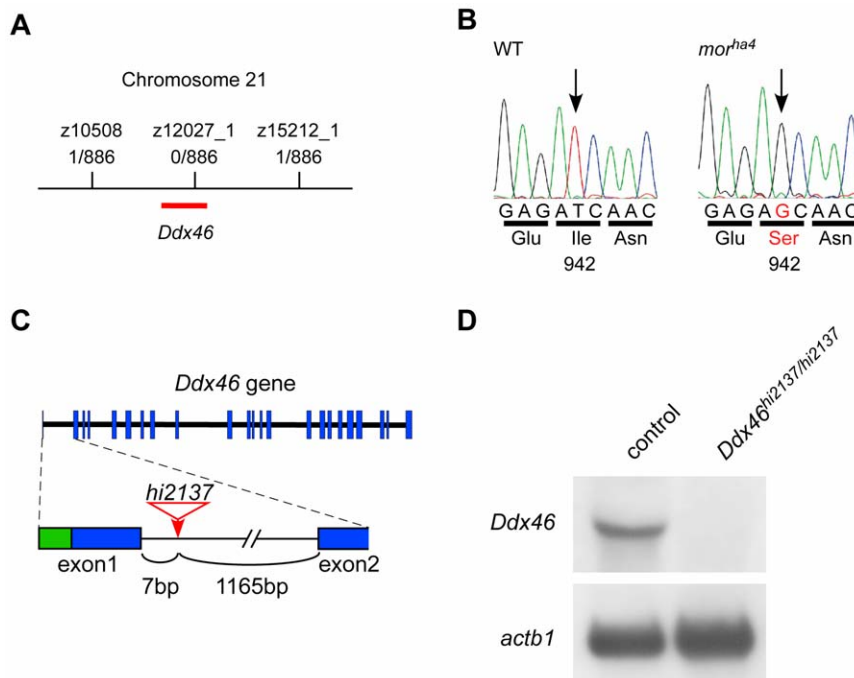 A
Chromosome 21
z10508 z12027_1 z15212_1
1/886 0/886 1/886
Ddx46
B
WT
mor^ha4
GAGATCAAC
Glu Ile Asn
942
GAGAGCAAC
Glu Ser Asn
942
C
Ddx46 gene
hi2137
exon1 exon2
7bp 1165bp
D
control Ddx46^hi2137/hi2137
Ddx46
actb1